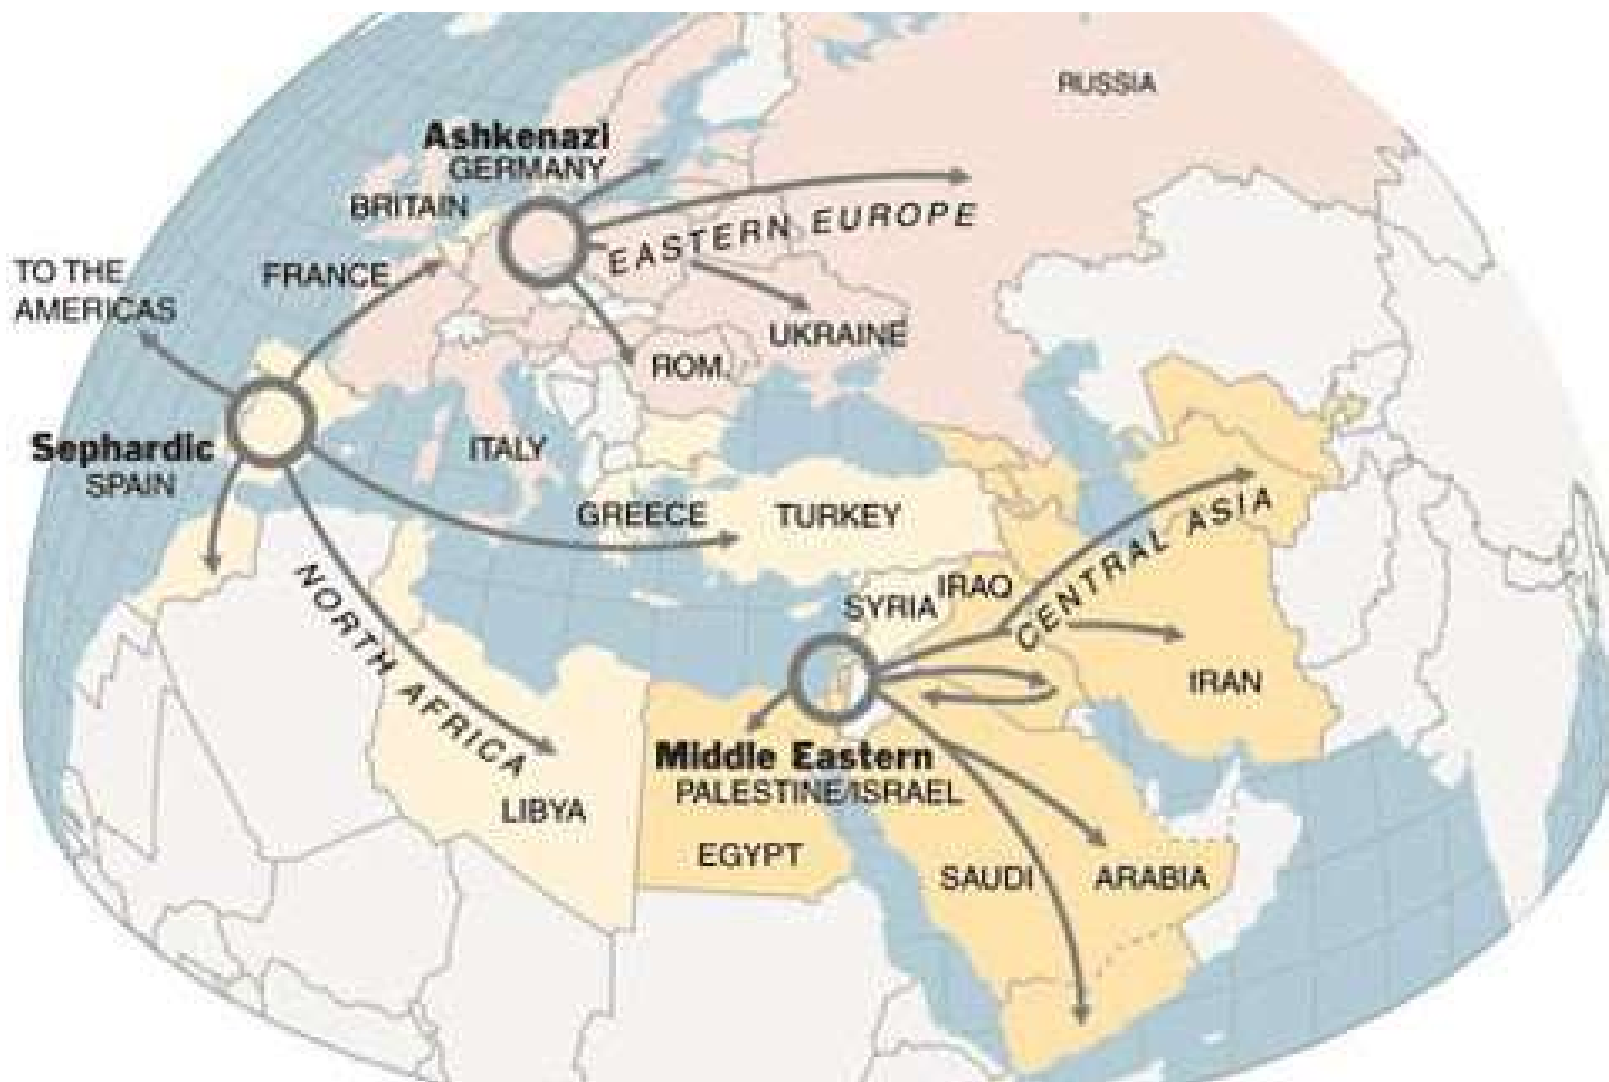 RUSSIA
Ashkenazi
GERMANY
BRITAIN
EASTERN EUROPE
TO THE
AMERICAS
FRANCE
UKRAINE
ROM.
Sephardic
SPAIN
ITALY
GREECE
TURKEY
CENTRAL ASIA
IRAQ
SYRIA
NORTH AFRICA
IRAN
Middle Eastern
PALESTINE/ISRAEL
LIBYA
EGYPT
SAUDI ARABIA